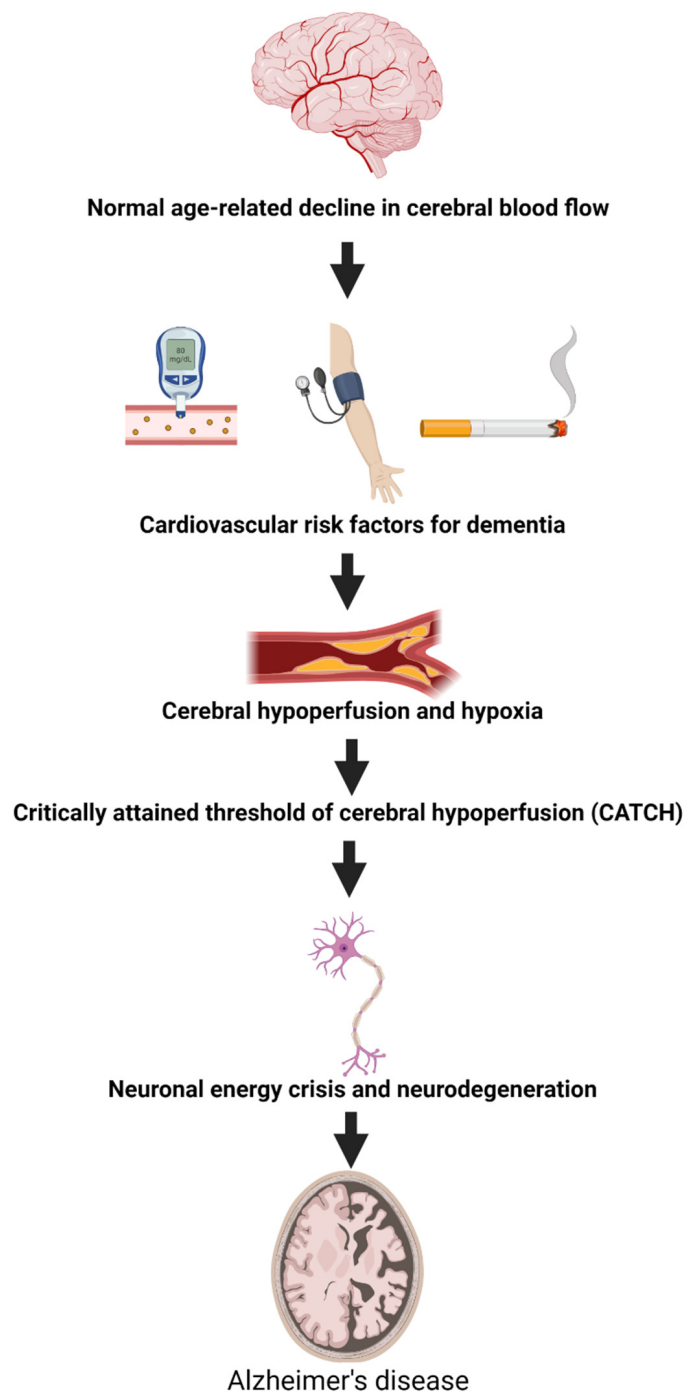 Normal age-related decline in cerebral blood flow
80
mg/dL
Cardiovascular risk factors for dementia
Cerebral hypoperfusion and hypoxia
Critically attained threshold of cerebral hypoperfusion (CATCH)
Neuronal energy crisis and neurodegeneration
Alzheimer's disease